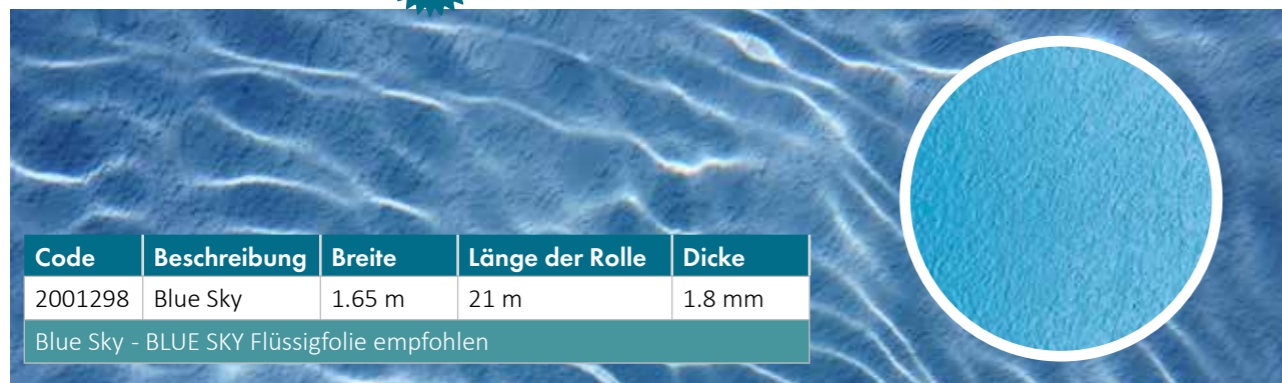 Code Beschreibung Breite Länge der Rolle Dicke
2001298 Blue Sky 1.65 m 21 m 1.8 mm
Blue Sky - BLUE SKY Flüssigfolie empfohlen